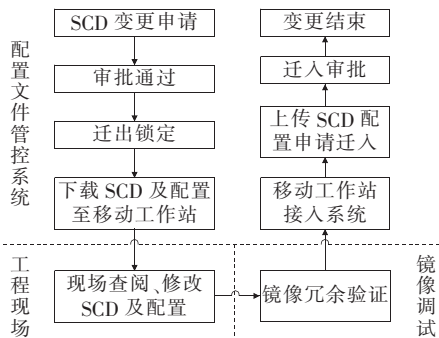 配置文件管控系统
SCD 变更申请
审批通过
迁出锁定
下载 SCD 及配置
至移动工作站
工程现场
现场查阅、修改
SCD 及配置
镜像冗余验证
镜像调试
移动工作站
接入系统
上传 SCD 配
置申请迁入
迁入审批
变更结束